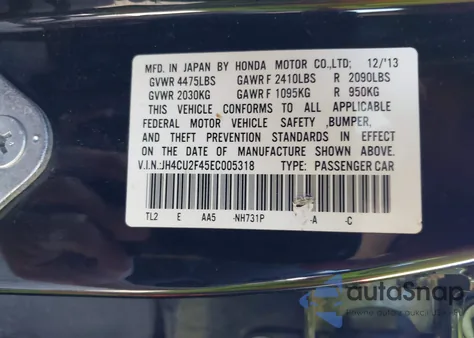 MFD. IN JAPAN BY HONDA MOTOR CO.,LTD; 12/'13
GVWR 4475LBS GAWR F 2410LBS R 2090LBS
GVWR 2030KG GAWR F 1095KG R 950KG
THIS VEHICLE CONFORMS TO ALL APPLICABLE
FEDERAL MOTOR VEHICLE SAFETY ,BUMPER,
AND THEFT PREVENTION STANDARDS IN EFFECT
ON THE DATE OF MANUFACTURE SHOWN ABOVE.
V.I.N.:JH4CU2F45EC005318 TYPE: PASSENGER CAR
TL2 E AA5 -NH731P -A -C
autoSnap